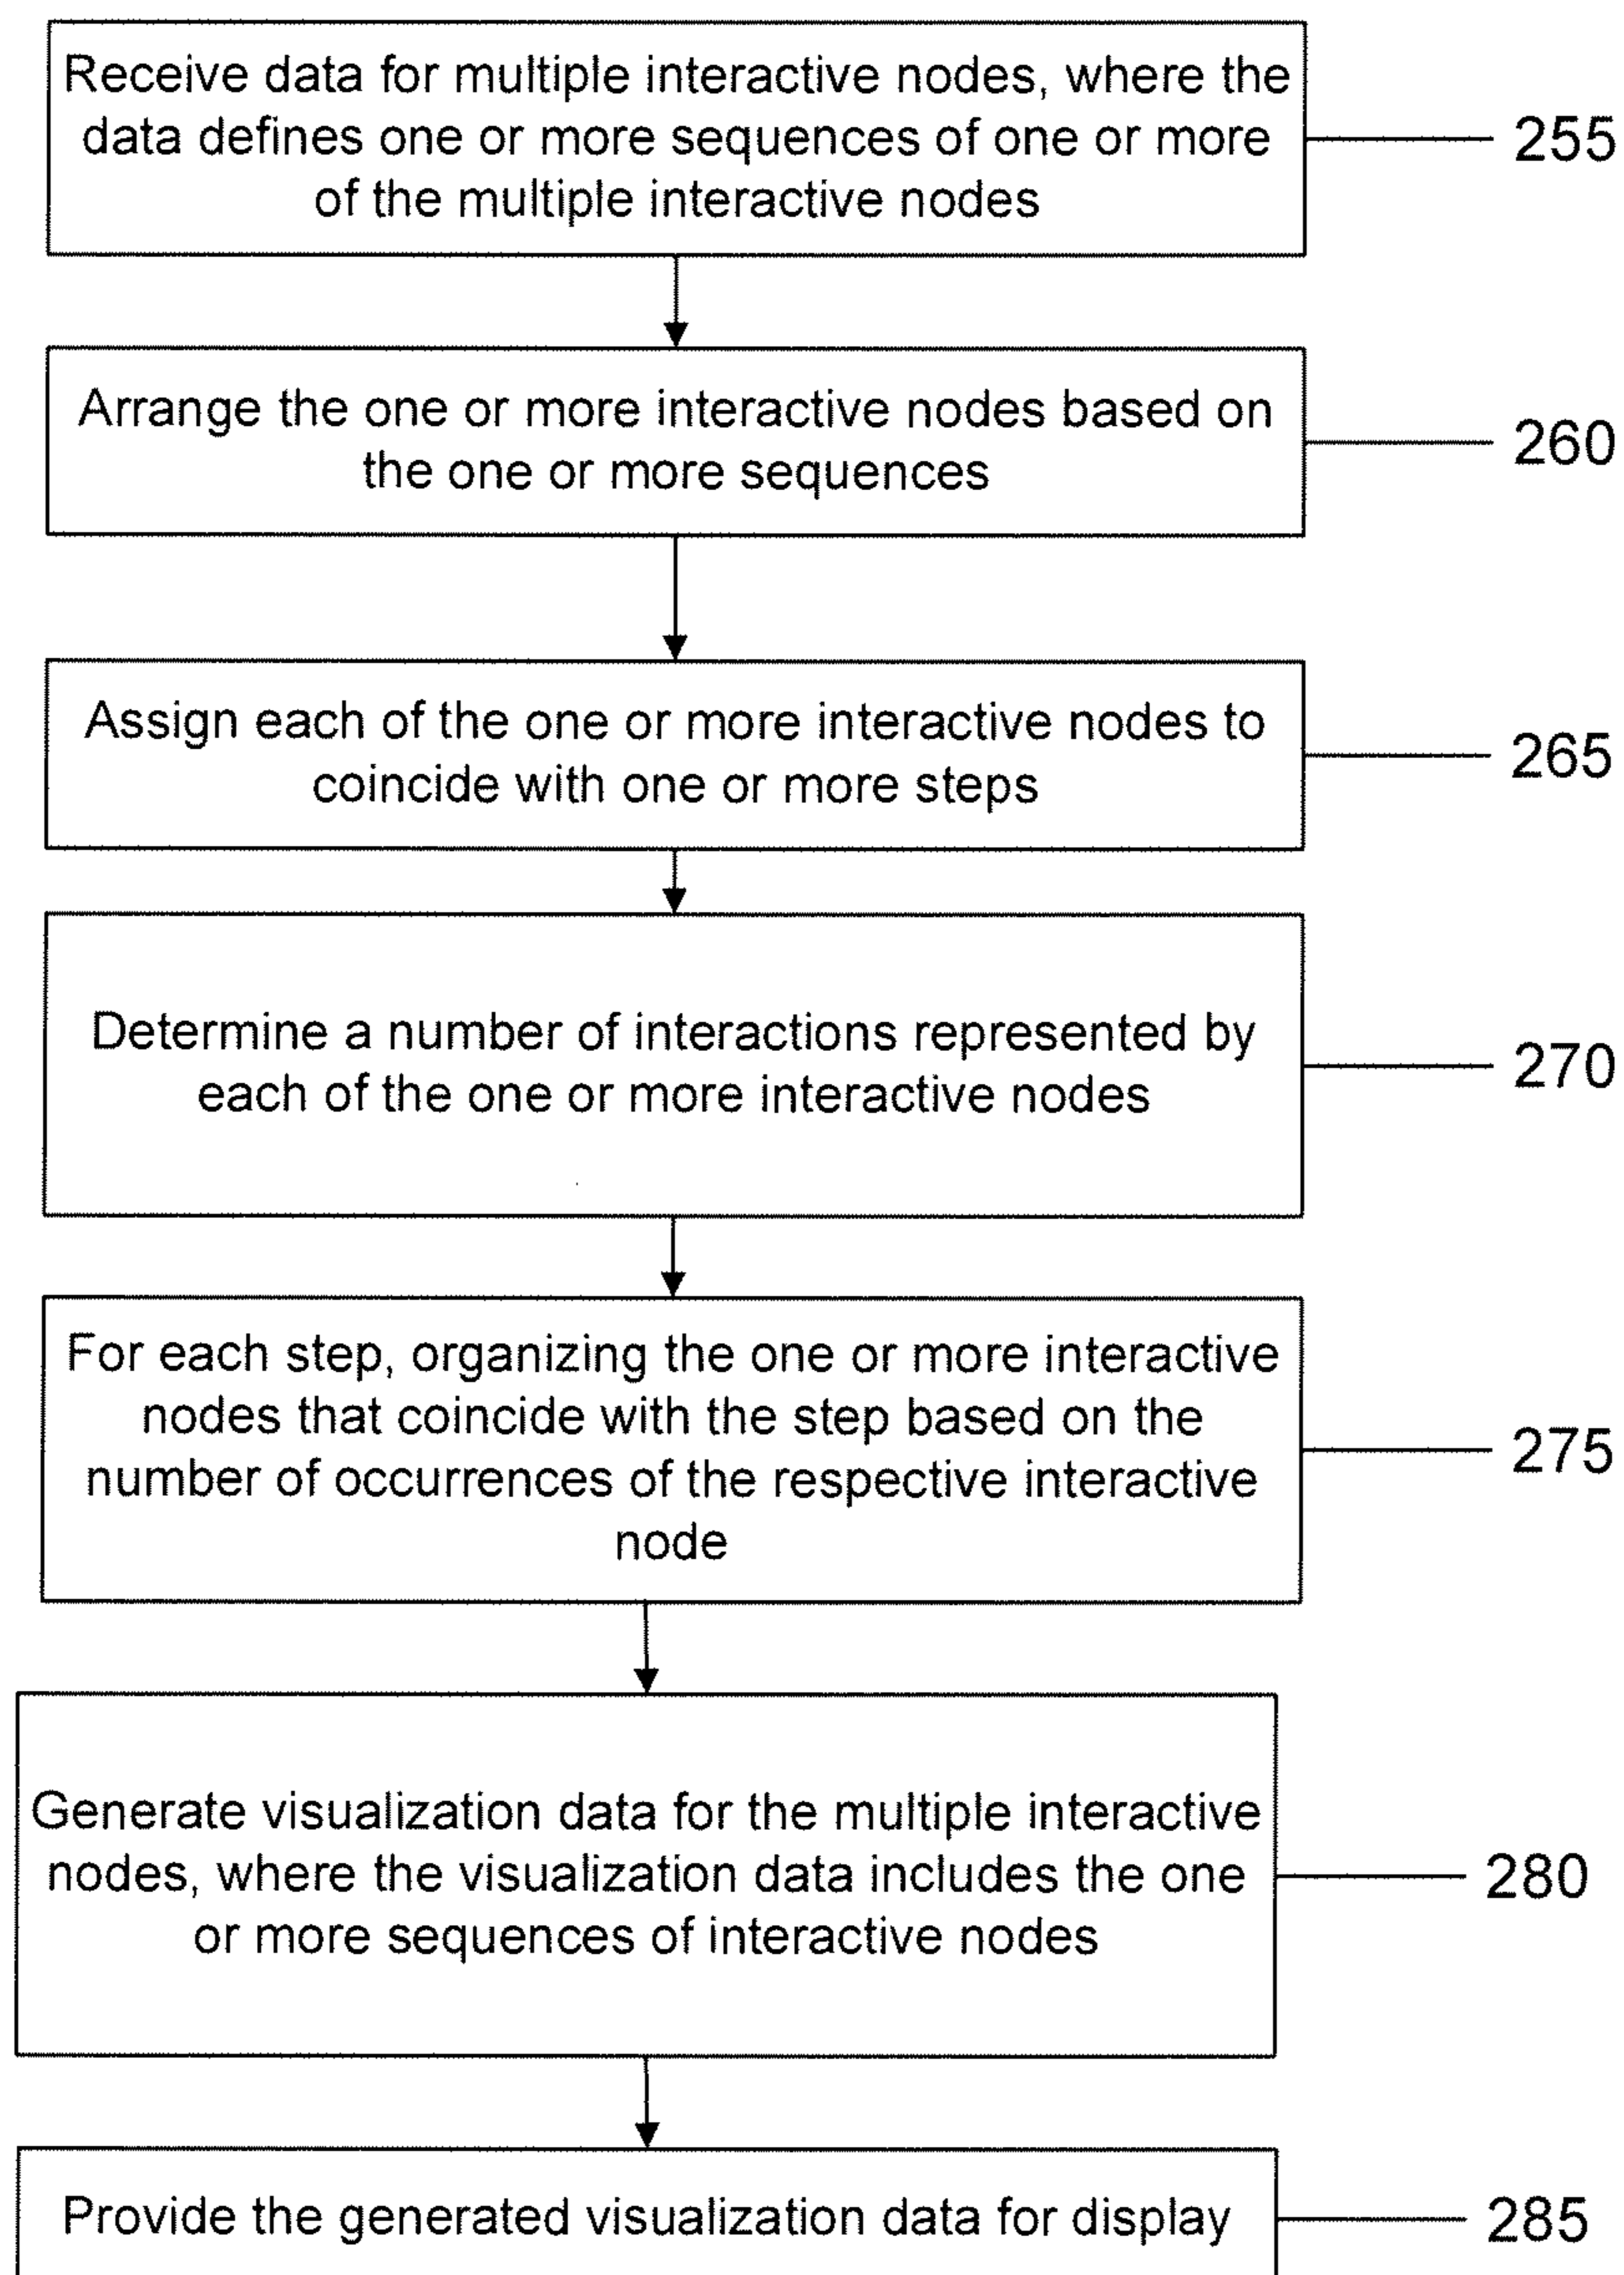 Receive data for multiple interactive nodes, where the
data defines one or more sequences of one or more
of the multiple interactive nodes
255
Arrange the one or more interactive nodes based on
the one or more sequences
260
Assign each of the one or more interactive nodes to
coincide with one or more steps
265
Determine a number of interactions represented by
each of the one or more interactive nodes
270
For each step, organizing the one or more interactive
nodes that coincide with the step based on the
number of occurrences of the respective interactive
node
275
Generate visualization data for the multiple interactive
nodes, where the visualization data includes the one
or more sequences of interactive nodes
280
Provide the generated visualization data for display
285